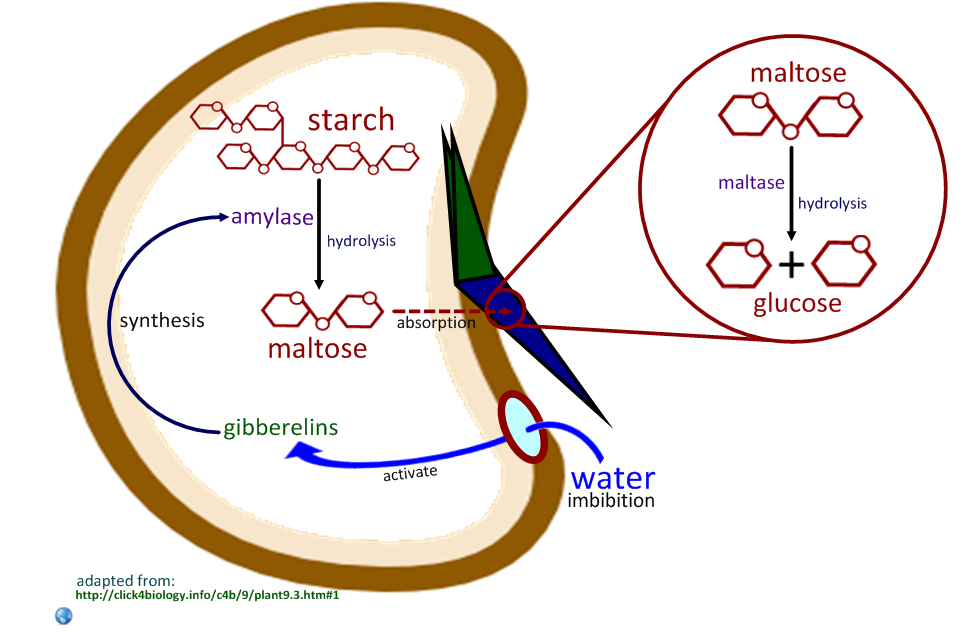 starch
amylase
hydrolysis
synthesis
maltose
absorption
gibberelins
activate
water
imbibition
maltose
maltase
hydrolysis
+
glucose
adapted from:
http://click4biology.info/c4b/9/plant9.3.htm#1